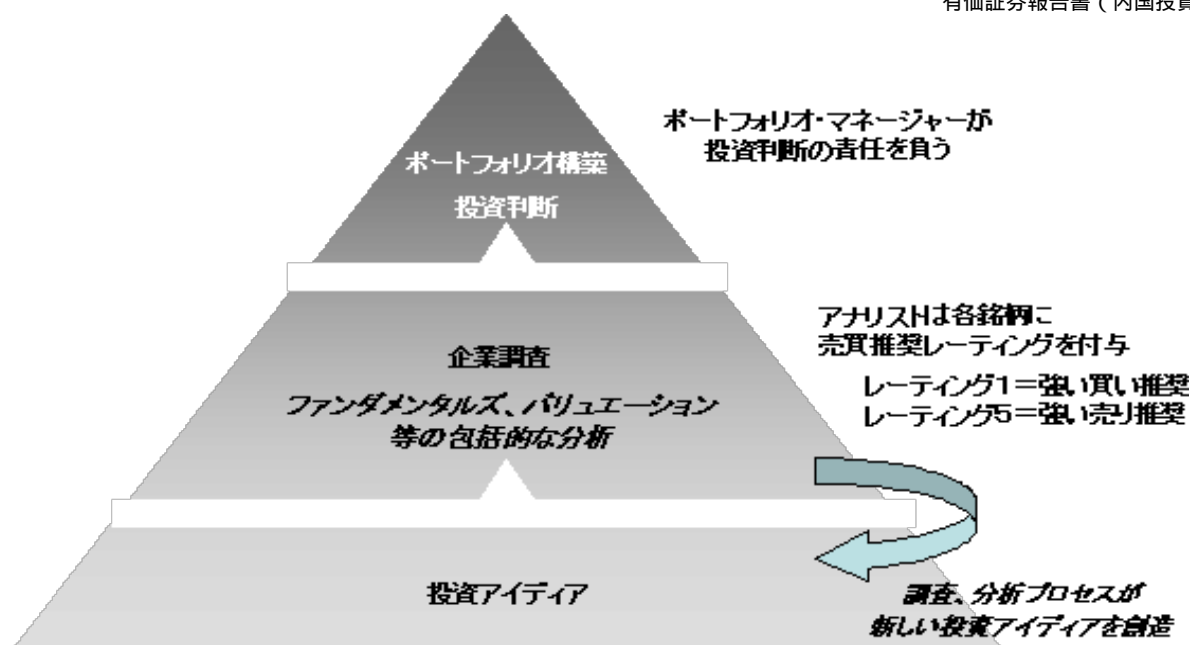 有価証券報告書(内国投資
ポートフォリオ構築
投資判断
ポートフォリオ・マネージャーが
投資判断の責任を負う
企業調査
ファンダメンタルズ、バリュエーション
等の包括的な分析
アナリストは各銘柄に
売買推奨レーティングを付与
レーティング1=強い買い推奨
レーティング5=強い売り推奨
投資アイディア
調査、分析プロセスが
新しい投資アイディアを創造